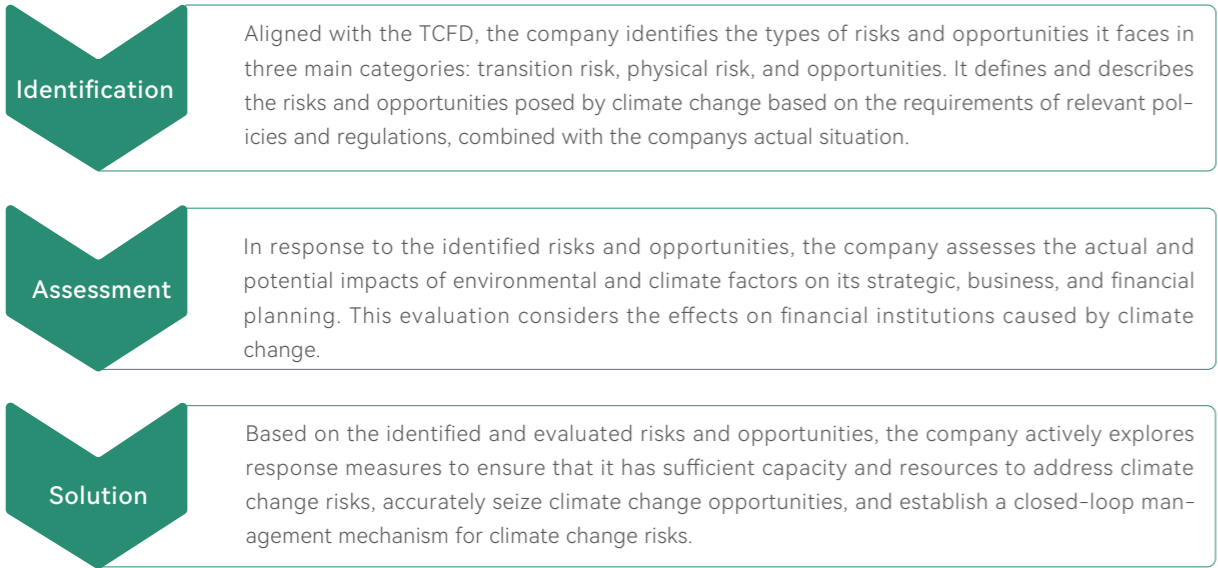 Identification
Aligned with the TCFD, the company identifies the types of risks and opportunities it faces in
three main categories: transition risk, physical risk, and opportunities. It defines and describes
the risks and opportunities posed by climate change based on the requirements of relevant pol-
icies and regulations, combined with the companys actual situation.
Assessment
In response to the identified risks and opportunities, the company assesses the actual and
potential impacts of environmental and climate factors on its strategic, business, and financial
planning. This evaluation considers the effects on financial institutions caused by climate
change.
Solution
Based on the identified and evaluated risks and opportunities, the company actively explores
response measures to ensure that it has sufficient capacity and resources to address climate
change risks, accurately seize climate change opportunities, and establish a closed-loop man-
agement mechanism for climate change risks.